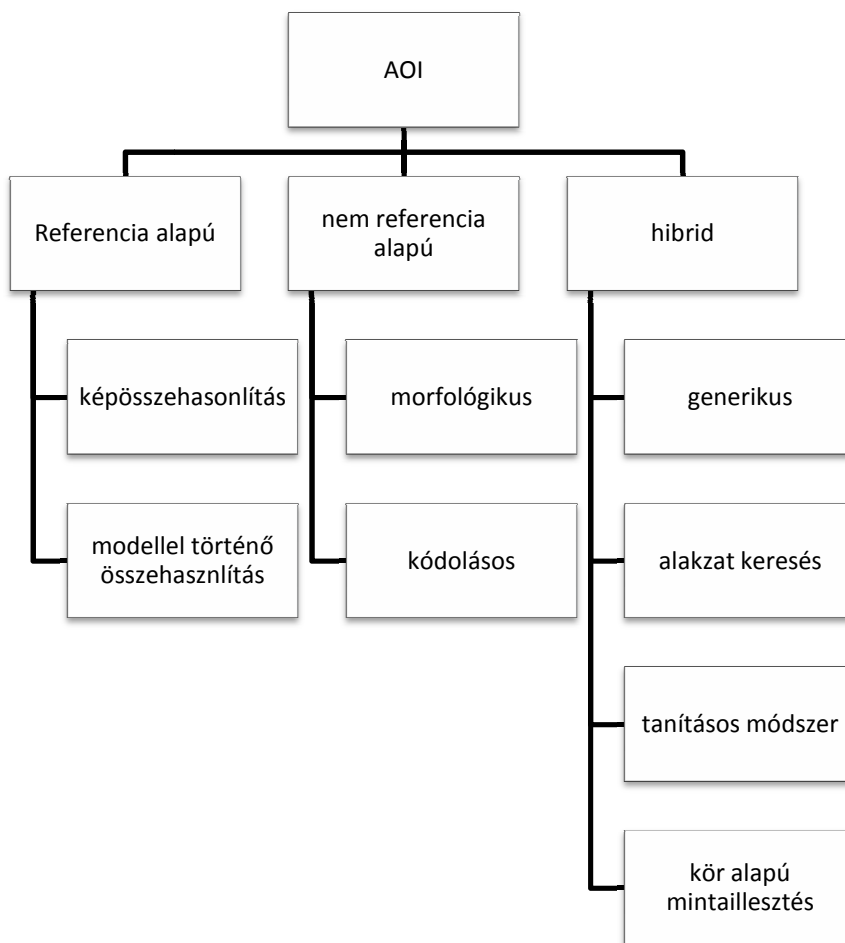 AOI
Referencia alapú
nem referencia
alapú
hibrid
képösszehasonlítás
morfológikus
generikus
modellel történő
összehasznlítás
kódolásos
alakzat keresés
tanításos módszer
kör alapú
mintaillesztés